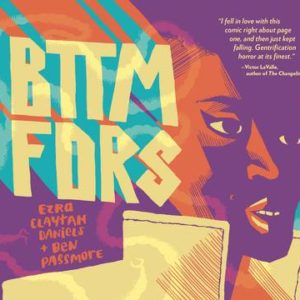 "I fell in love with this
comic right about page
one, and then just kept
falling. Gentrification
horror at its finest."
—Victor LaValle,
author of The Changeling
BTTM
FDRS
EZRA
CLAYTAN
DANIELS
+ BEN
PASSMORE